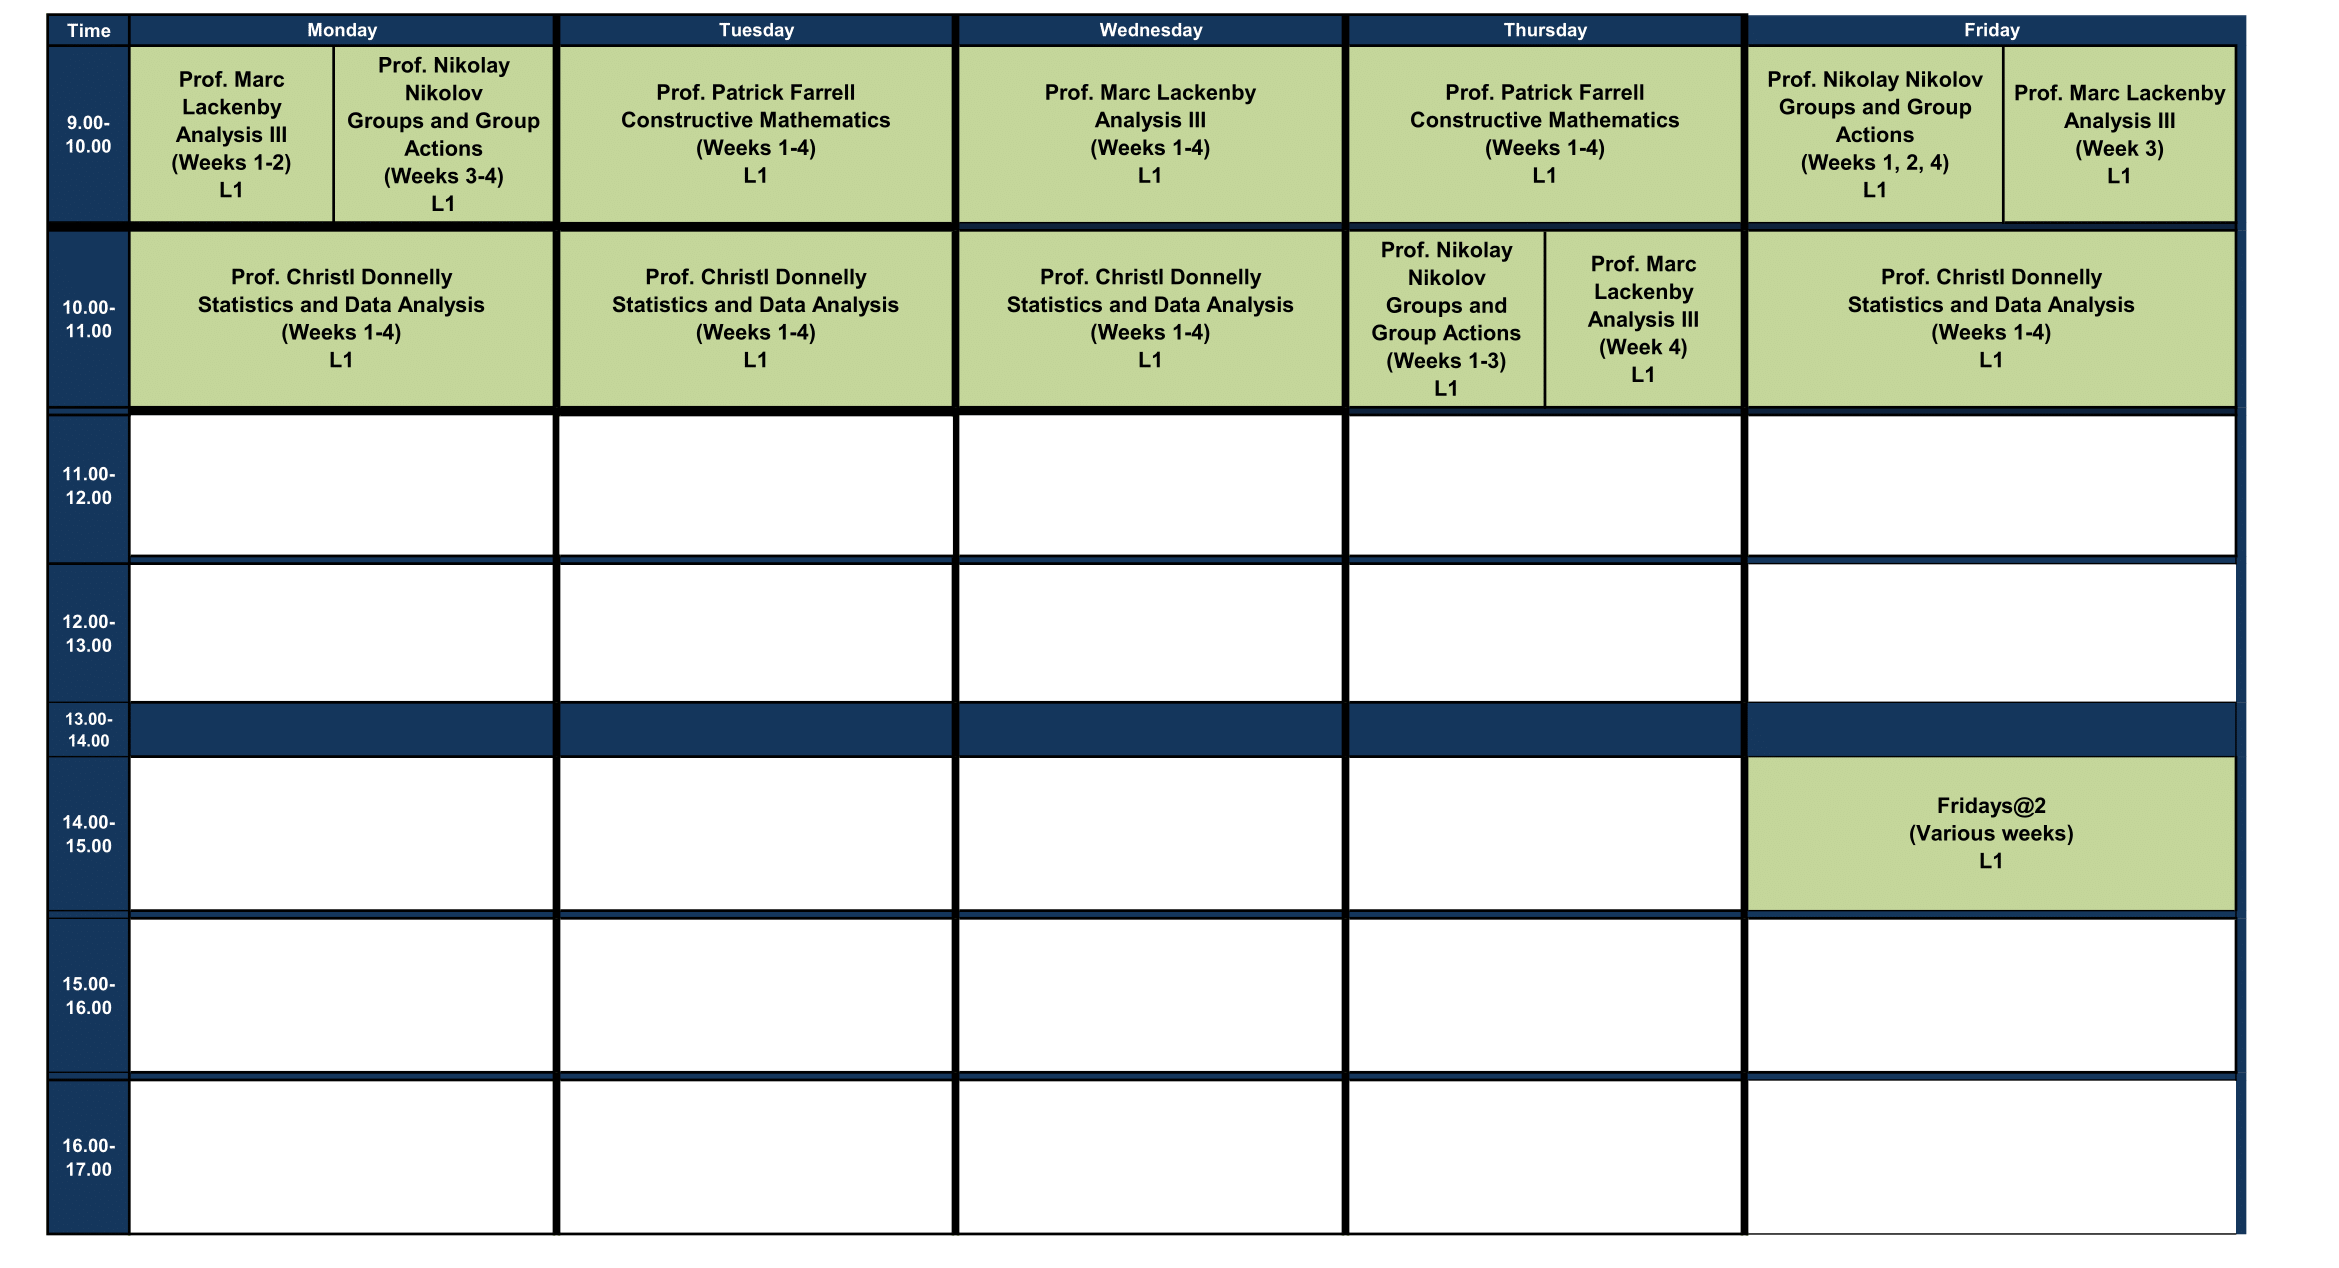 Time
Monday
Tuesday
Wednesday
Thursday
Friday
9.00-
10.00
Prof. Marc
Lackenby
Analysis III
(Weeks 1-2)
L1
Prof. Nikolay
Nikolov
Groups and Group
Actions
(Weeks 3-4)
L1
Prof. Patrick Farrell
Constructive Mathematics
(Weeks 1-4)
L1
Prof. Marc Lackenby
Analysis III
(Weeks 1-4)
L1
Prof. Patrick Farrell
Constructive Mathematics
(Weeks 1-4)
L1
Prof. Nikolay Nikolov
Groups and Group
Actions
(Weeks 1, 2, 4)
L1
Prof. Marc Lackenby
Analysis III
(Week 3)
L1
10.00-
11.00
Prof. Christl Donnelly
Statistics and Data Analysis
(Weeks 1-4)
L1
Prof. Christl Donnelly
Statistics and Data Analysis
(Weeks 1-4)
L1
Prof. Christl Donnelly
Statistics and Data Analysis
(Weeks 1-4)
L1
Prof. Nikolay
Nikolov
Groups and
Group Actions
(Weeks 1-3)
L1
Prof. Marc
Lackenby
Analysis III
(Week 4)
L1
Prof. Christl Donnelly
Statistics and Data Analysis
(Weeks 1-4)
L1
11.00-
12.00
12.00-
13.00
13.00-
14.00
14.00-
15.00
Fridays@2
(Various weeks)
L1
15.00-
16.00
16.00-
17.00